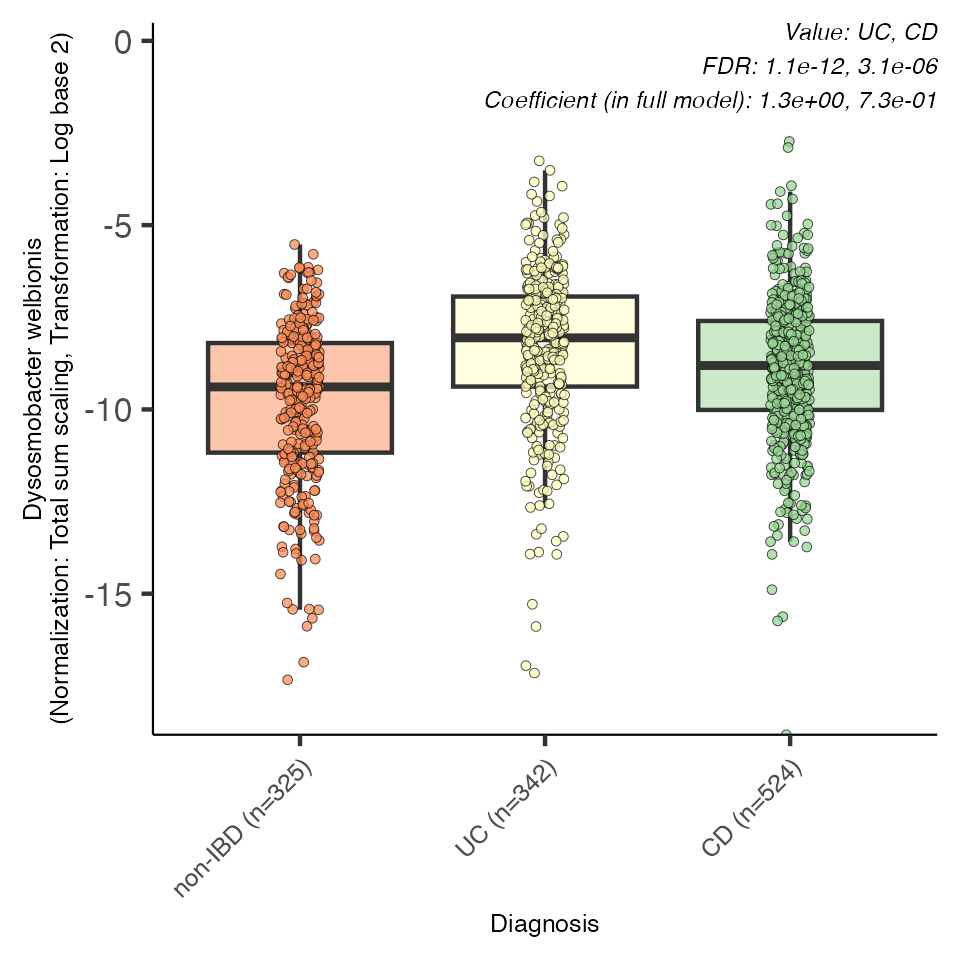 Value: UC, CD
FDR: 1.1e-12, 3.1e-06
Coefficient (in full model): 1.3e+00, 7.3e-01
Dysosmobacter welbionis
(Normalization: Total sum scaling, Transformation: Log base 2)
0
-5
-10
-15
non-IBD (n=325)
UC (n=342)
CD (n=524)
Diagnosis